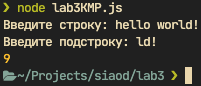 ❯ node lab3KMP.js
Введите строку: hello world!
Введите подстроку: ld!
9
~/Projects/siaod/lab3 ❯